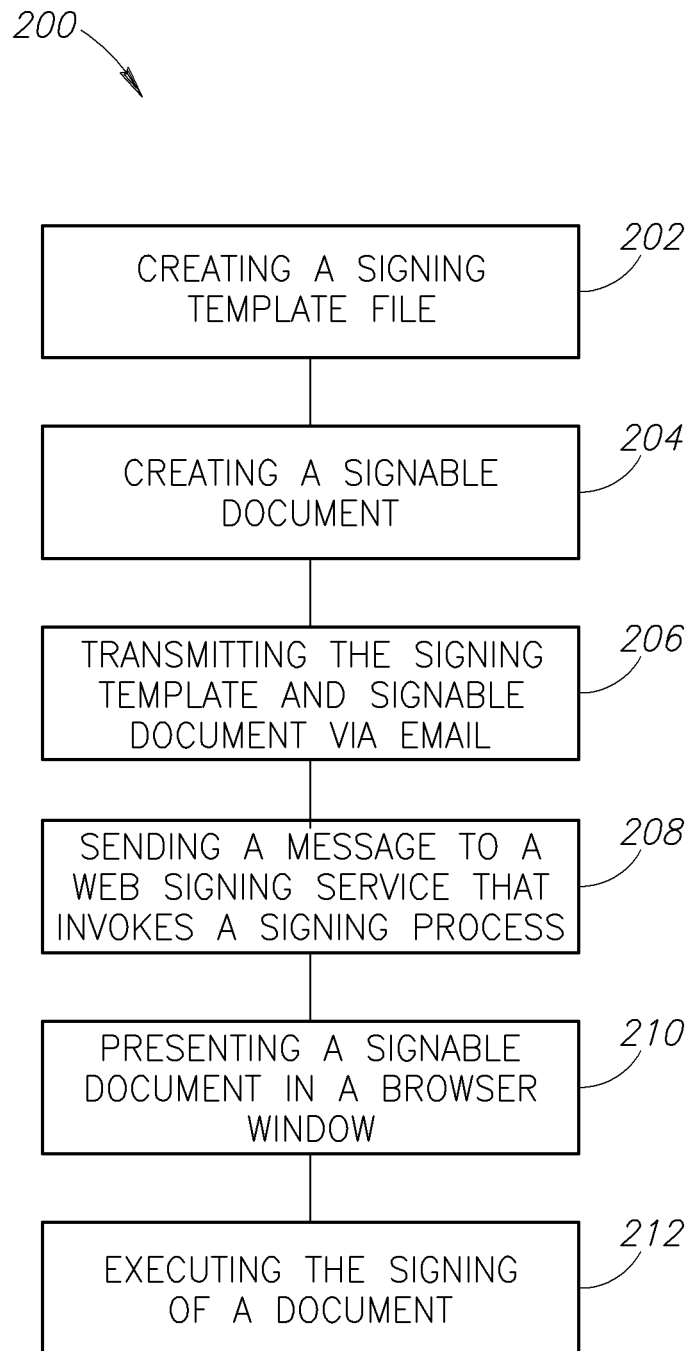 200
202
CREATING A SIGNING
TEMPLATE FILE
204
CREATING A SIGNABLE
DOCUMENT
206
TRANSMITTING THE SIGNING
TEMPLATE AND SIGNABLE
DOCUMENT VIA EMAIL
208
SENDING A MESSAGE TO A
WEB SIGNING SERVICE THAT
INVOKES A SIGNING PROCESS
210
PRESENTING A SIGNABLE
DOCUMENT IN A BROWSER
WINDOW
212
EXECUTING THE SIGNING
OF A DOCUMENT